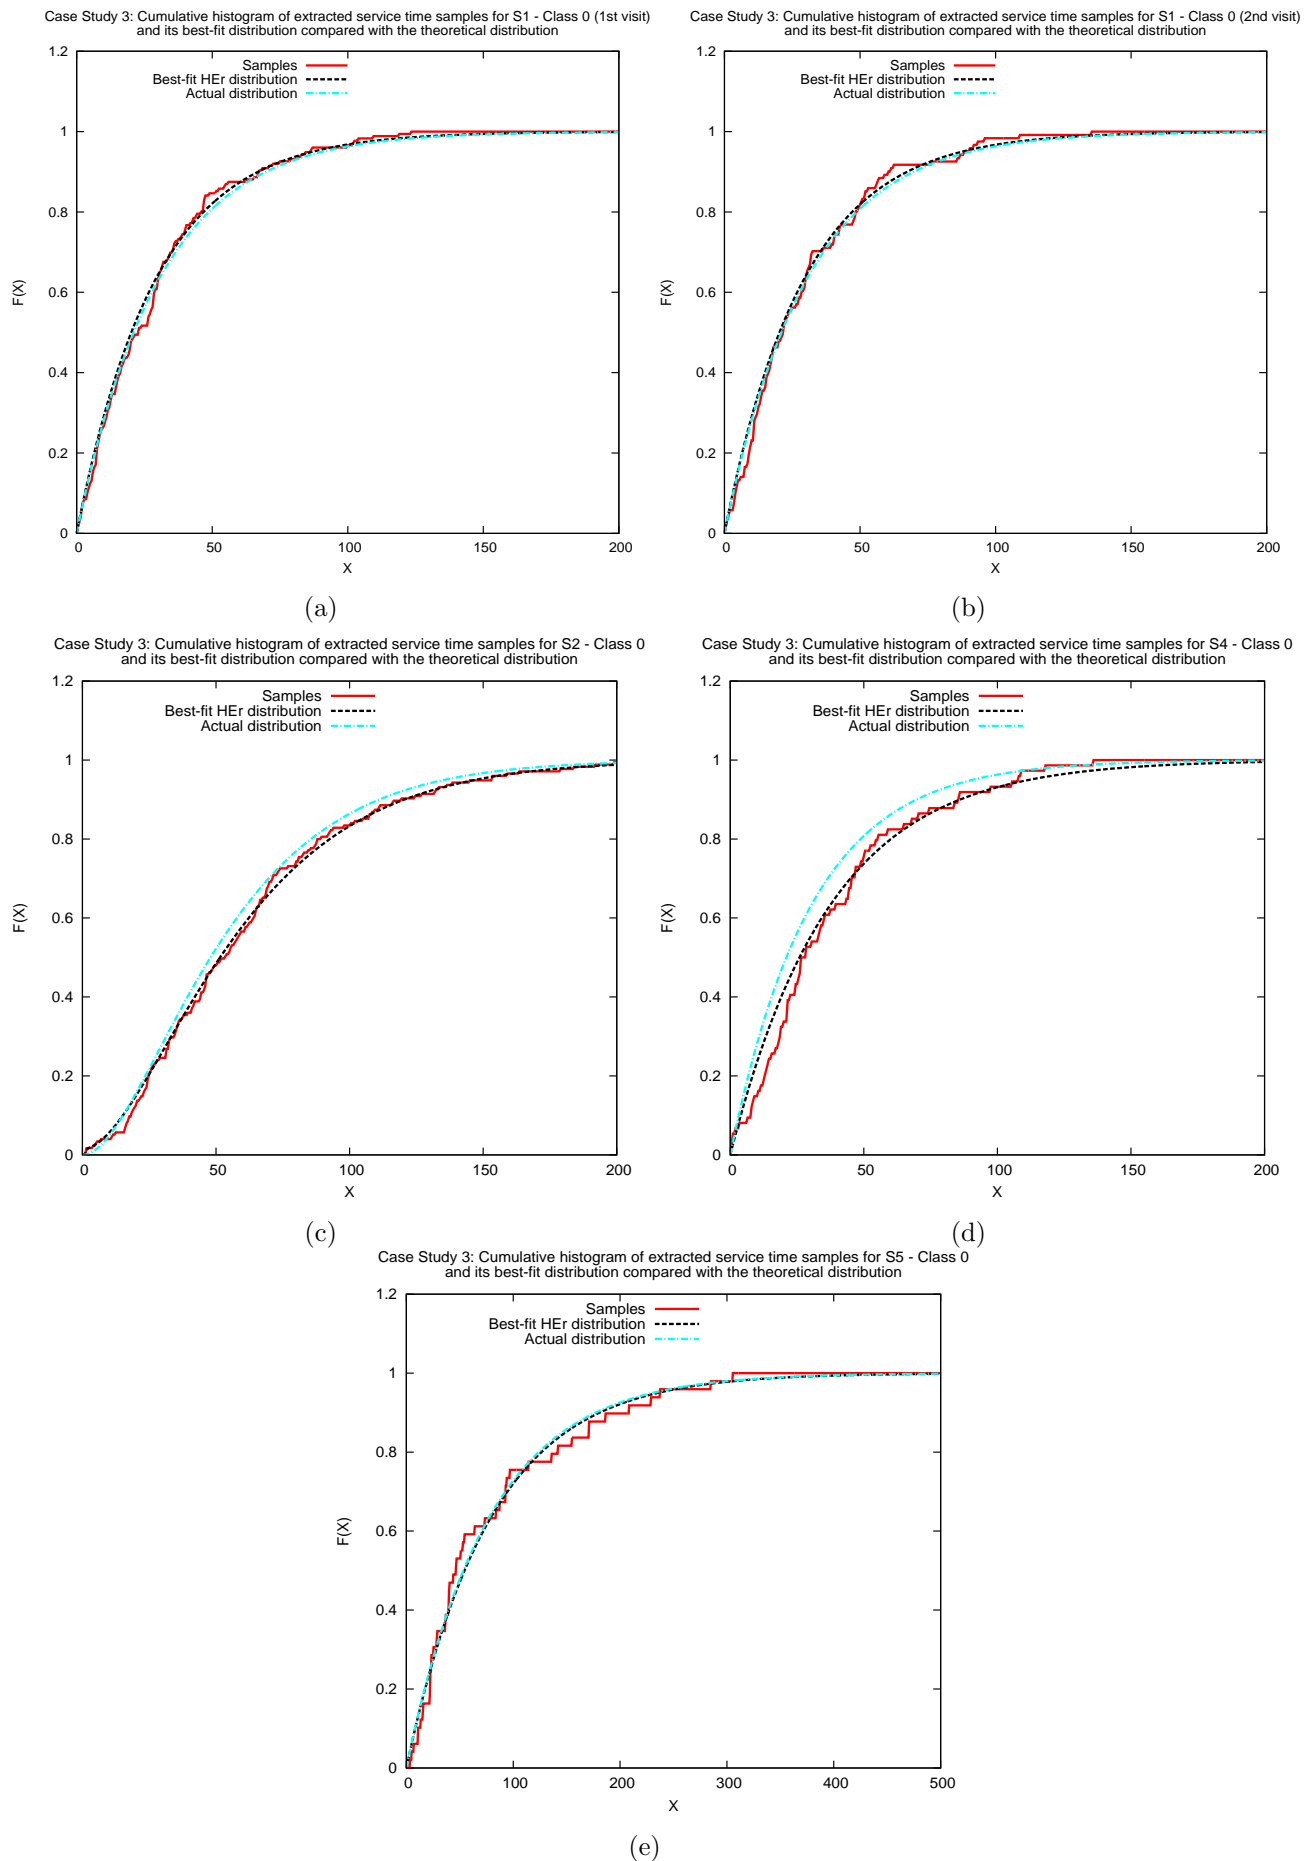 Case Study 3: Cumulative histogram of extracted service time samples for S1 - Class 0 (1st visit)
and its best-fit distribution compared with the theoretical distribution
1.2
Samples
Best-fit HEr distribution
Actual distribution
1
0.8
0.6
F(X)
0.4
0.2
0
0 50 100 150 200
X
(a)
Case Study 3: Cumulative histogram of extracted service time samples for S1 - Class 0 (2nd visit)
and its best-fit distribution compared with the theoretical distribution
1.2
Samples
Best-fit HEr distribution
Actual distribution
1
0.8
0.6
F(X)
0.4
0.2
0
0 50 100 150 200
X
(b)
Case Study 3: Cumulative histogram of extracted service time samples for S2 - Class 0
and its best-fit distribution compared with the theoretical distribution
1.2
Samples
Best-fit HEr distribution
Actual distribution
1
0.8
0.6
F(X)
0.4
0.2
0
0 50 100 150 200
X
(c)
Case Study 3: Cumulative histogram of extracted service time samples for S4 - Class 0
and its best-fit distribution compared with the theoretical distribution
1.2
Samples
Best-fit HEr distribution
Actual distribution
1
0.8
0.6
F(X)
0.4
0.2
0
0 50 100 150 200
X
(d)
Case Study 3: Cumulative histogram of extracted service time samples for S5 - Class 0
and its best-fit distribution compared with the theoretical distribution
1.2
Samples
Best-fit HEr distribution
Actual distribution
1
0.8
0.6
F(X)
0.4
0.2
0
0 100 200 300 400 500
X
(e)